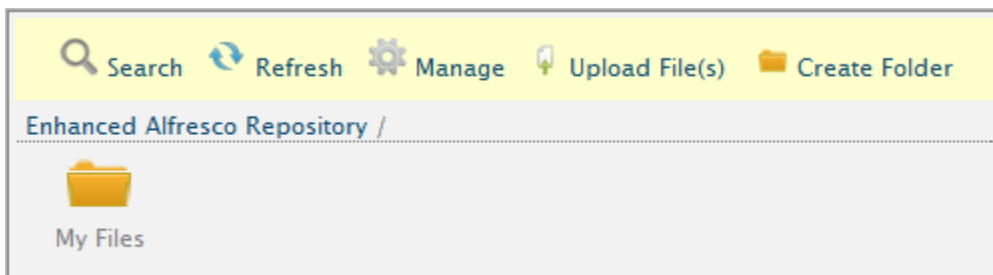 Search Refresh Manage Upload File(s) Create Folder
Enhanced Alfresco Repository /
My Files